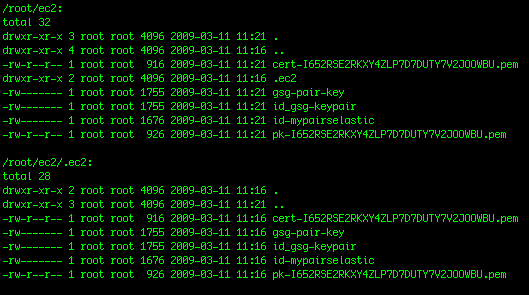 /root/ec2:
total 32
drwxr-xr-x 3 root root 4096 2009-03-11 11:21 .
drwxr-xr-x 4 root root 4096 2009-03-11 11:16 ..
-rw-r--r-- 1 root root  916 2009-03-11 11:21 cert-I652RSE2RKXY4ZLP7D7DUTY7V2JOOWBU.pem
drwxr-xr-x 2 root root 4096 2009-03-11 11:16 .ec2
-rw------- 1 root root 1755 2009-03-11 11:21 gsg-pair-key
-rw------- 1 root root 1755 2009-03-11 11:21 id_gsg-keypair
-rw------- 1 root root 1676 2009-03-11 11:21 id-mypairselastic
-rw-r--r-- 1 root root  926 2009-03-11 11:21 pk-I652RSE2RKXY4ZLP7D7DUTY7V2JOOWBU.pem
/root/ec2/.ec2:
total 28
drwxr-xr-x 2 root root 4096 2009-03-11 11:16 .
drwxr-xr-x 3 root root 4096 2009-03-11 11:21 ..
-rw-r--r-- 1 root root  916 2009-03-11 11:16 cert-I652RSE2RKXY4ZLP7D7DUTY7V2JOOWBU.pem
-rw------- 1 root root 1755 2009-03-11 11:16 gsg-pair-key
-rw------- 1 root root 1755 2009-03-11 11:16 id_gsg-keypair
-rw------- 1 root root 1676 2009-03-11 11:16 id-mypairselastic
-rw-r--r-- 1 root root  926 2009-03-11 11:16 pk-I652RSE2RKXY4ZLP7D7DUTY7V2JOOWBU.pem